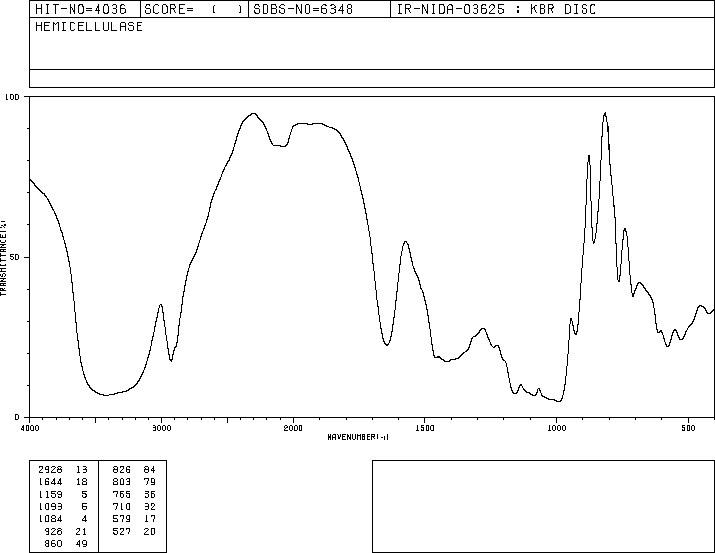 HIT-NO=4036 SCORE= ( ) SDBS-NO=6348 IR-NIDA-03625 : KBR DISC
HEMICELLULASE
100
TRANSMITTANCE(%)
50
0
4000 3000 2000 1500 1000 500
WAVENUMBER(-1)
2928 13 826 84
1644 18 803 79
1159 5 765 36
1093 6 710 32
1084 4 579 17
928 21 527 20
860 49